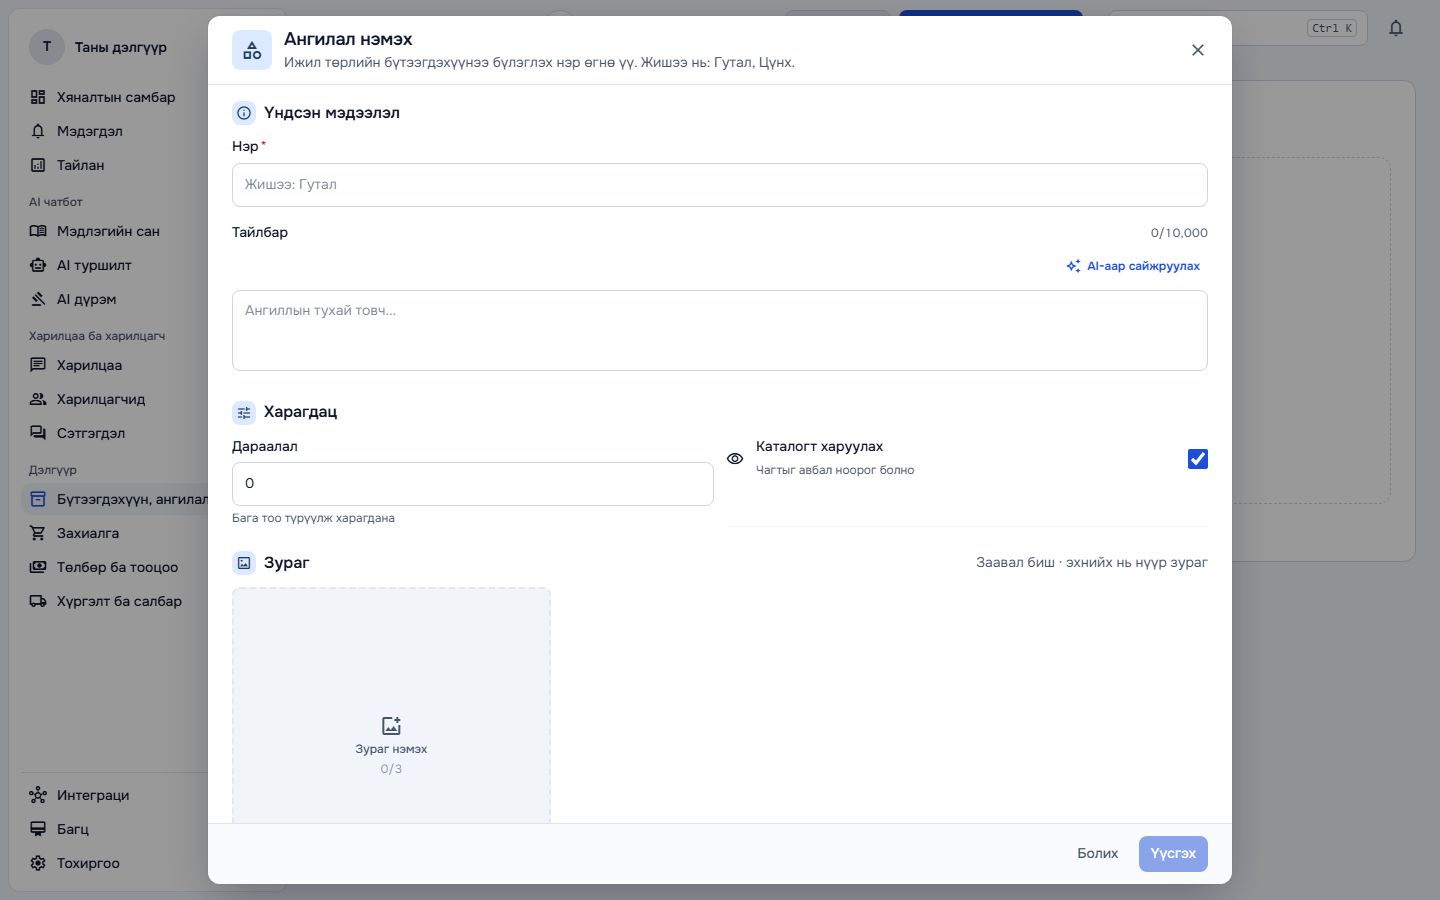 Т
Таны дэлгүүр
Хяналтын самбар
Мэдэгдэл
Тайлан
AI чатбот
Мэдлэгийн сан
AI туршилт
AI дүрэм
Харилцаа ба харилцагч
Харилцаа
Харилцагчид
Сэтгэгдэл
Дэлгүүр
Бүтээгдэхүүн, ангилал
Захиалга
Төлбөр ба тооцоо
Хүргэлт ба салбар
Интеграци
Багц
Тохиргоо
Ctrl K
Ангилал нэмэх
Ижил төрлийн бүтээгдэхүүнээ бүлэглэх нэр өгнө үү. Жишээ нь: Гутал, Цүнх.
Үндсэн мэдээлэл
Нэр *
Жишээ: Гутал
Тайлбар
0/10,000
AI-аар сайжруулах
Ангиллын тухай товч...
Харагдац
Дараалал
0
Бага тоо түрүүлж харагдана
Каталогт харуулах
Чагтыг авбал ноорог болно
Зураг
Заавал биш · эхнийх нь нүүр зураг
Зураг нэмэх
0/3
Болих
Үүсгэх